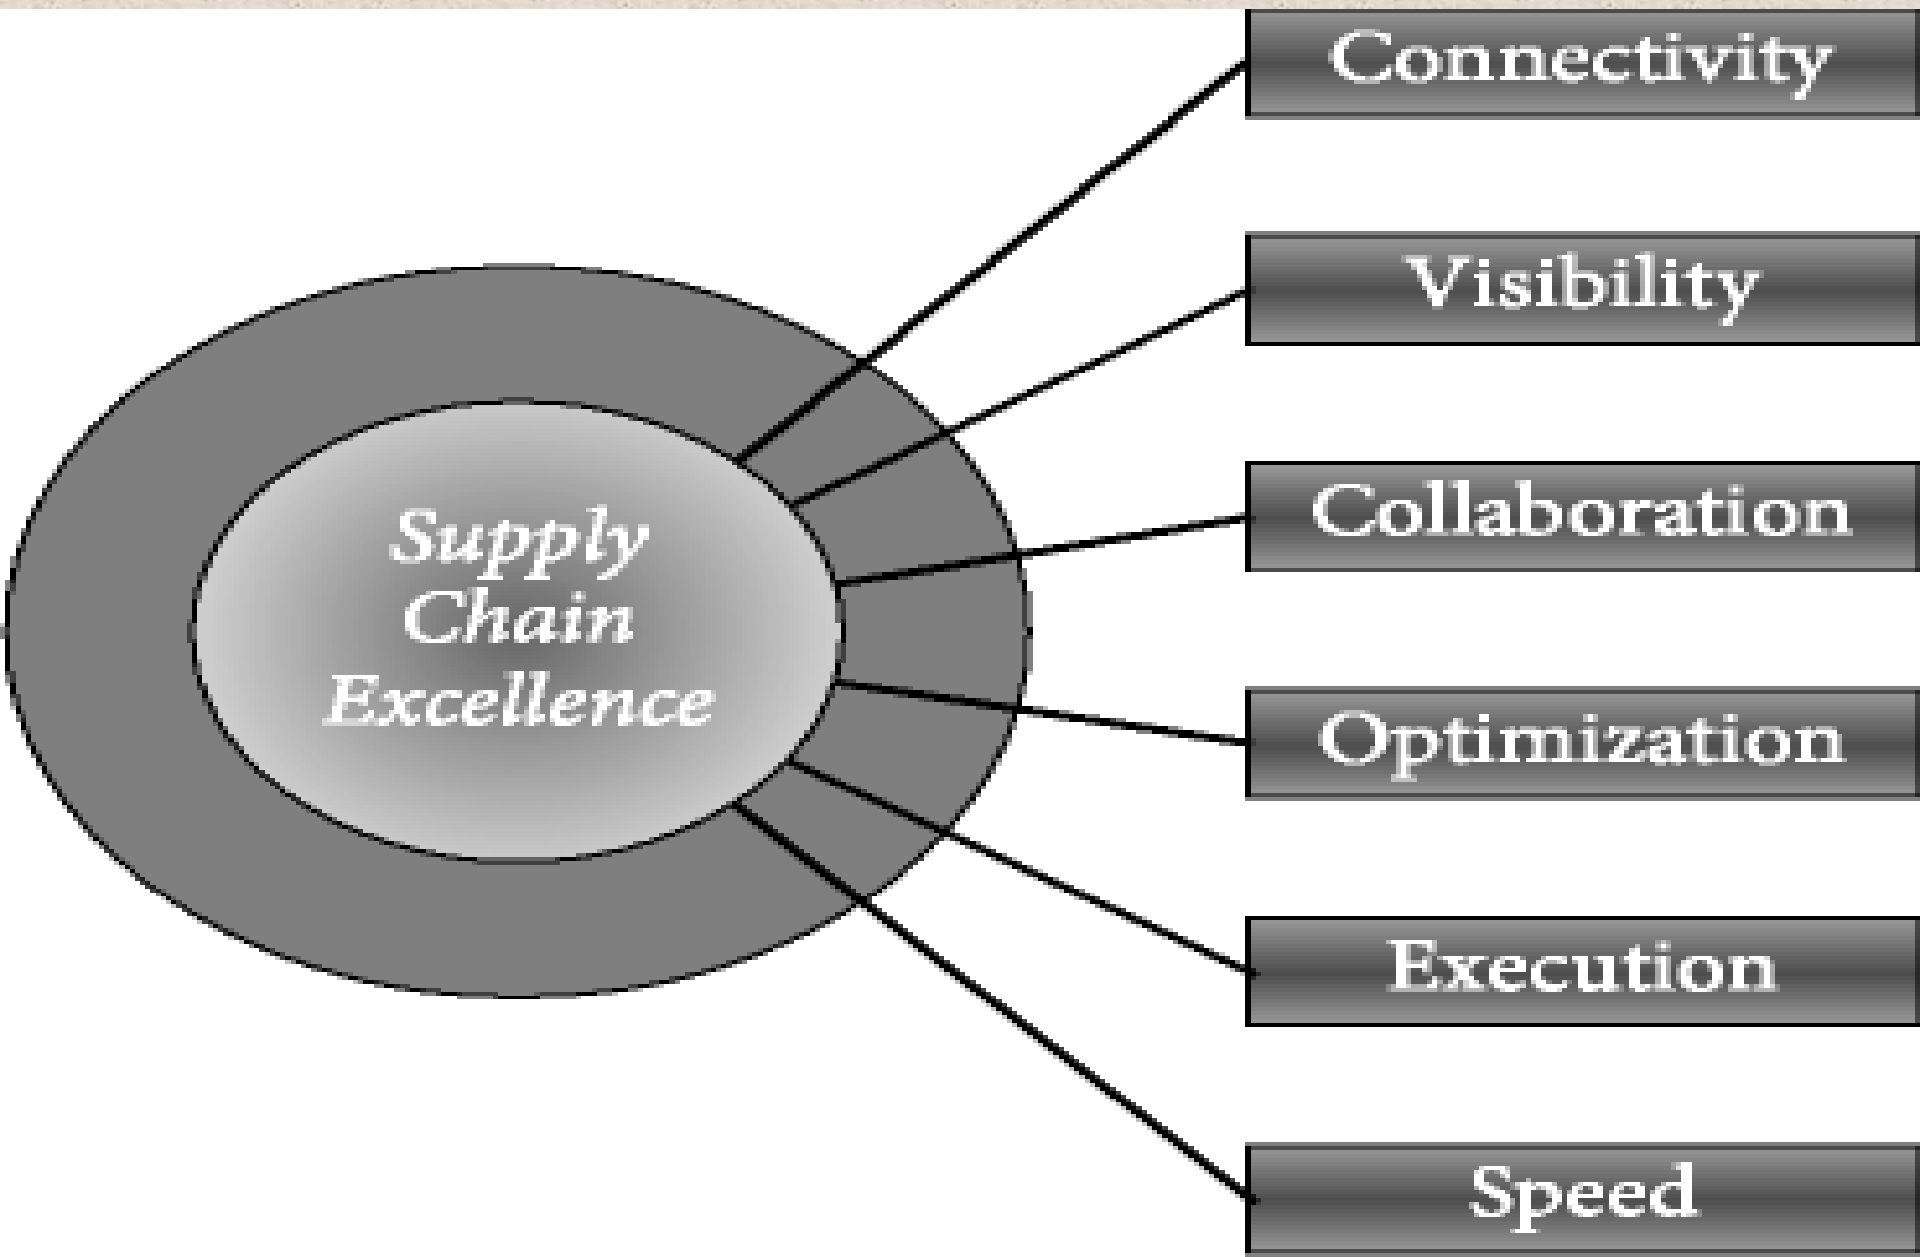 Connectivity
Visibility
Supply
Chain
Excellence
Collaboration
Optimization
Execution
Speed